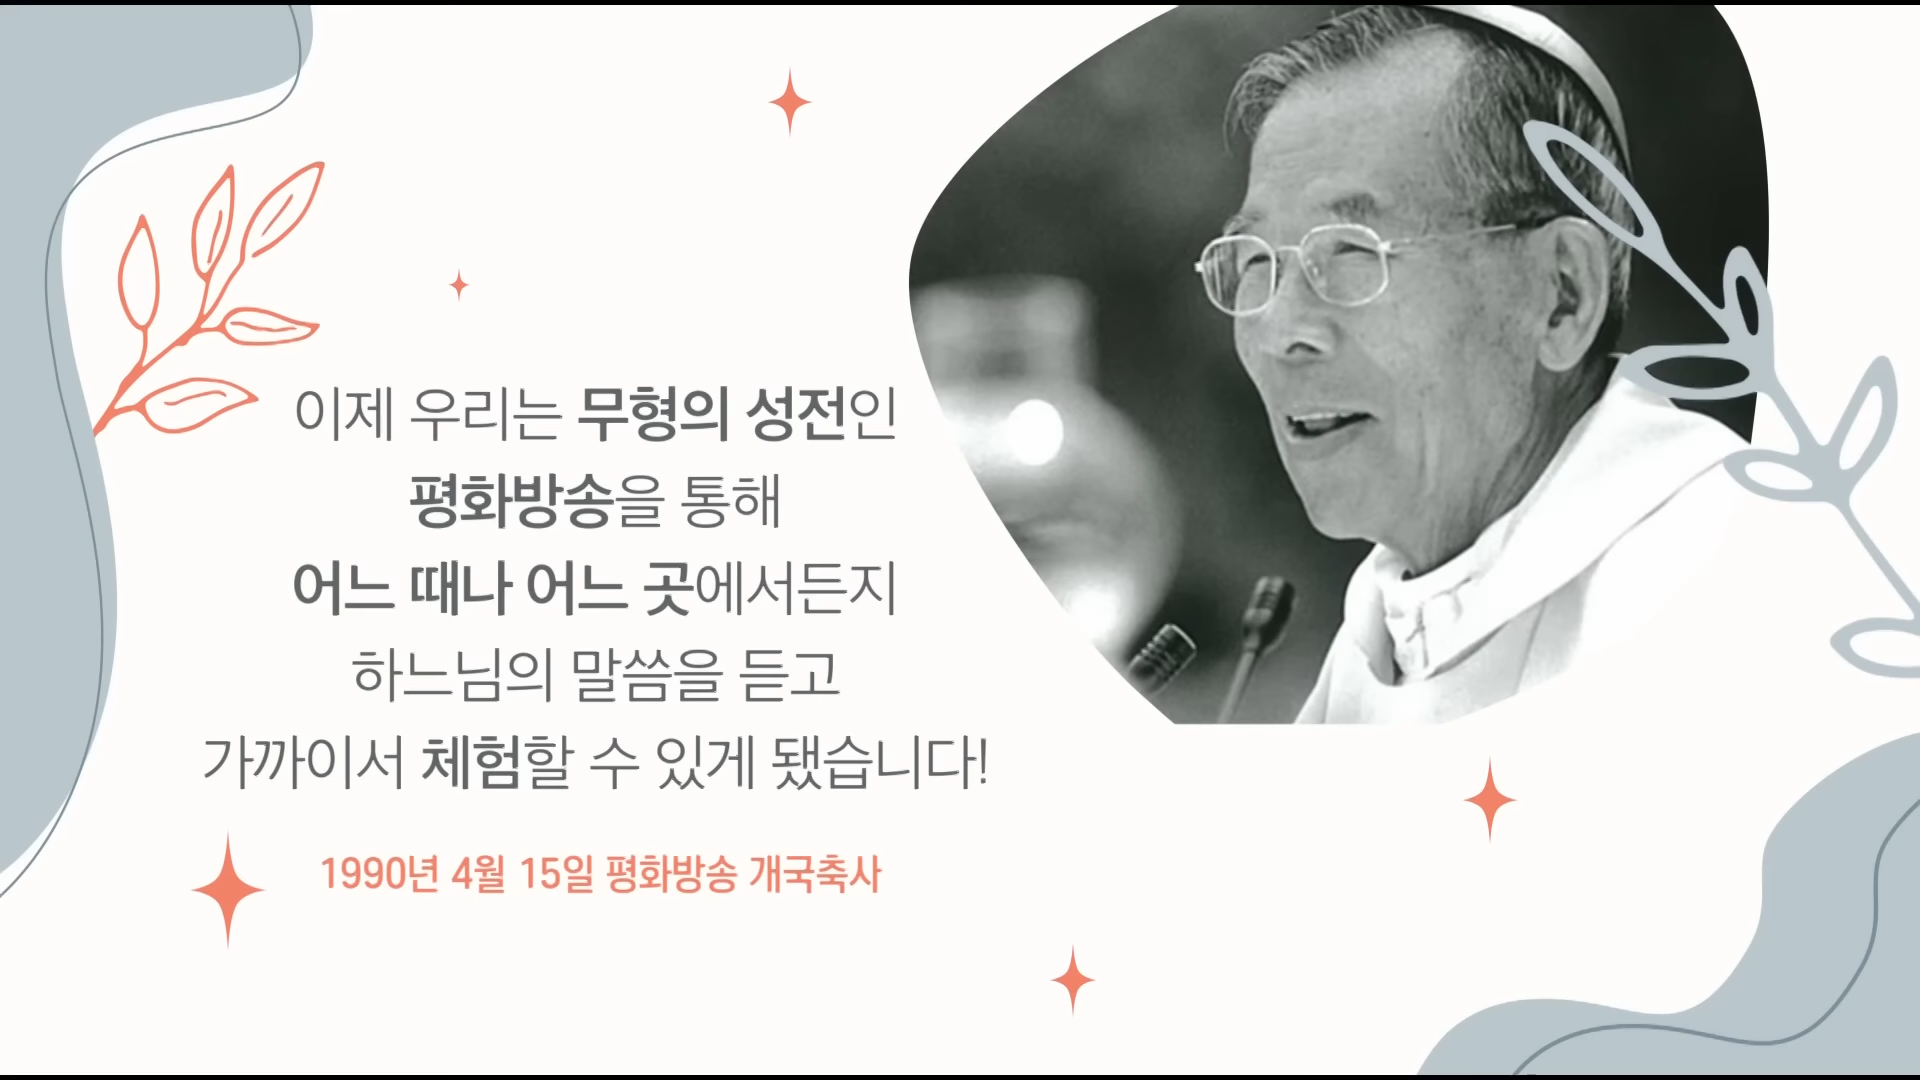 이제 우리는 무형의 성전인
평화방송을 통해
어느 때나 어느 곳에서든지
하느님의 말씀을 듣고
가까이서 체험할 수 있게 됐습니다!
1990년 4월 15일 평화방송 개국축사